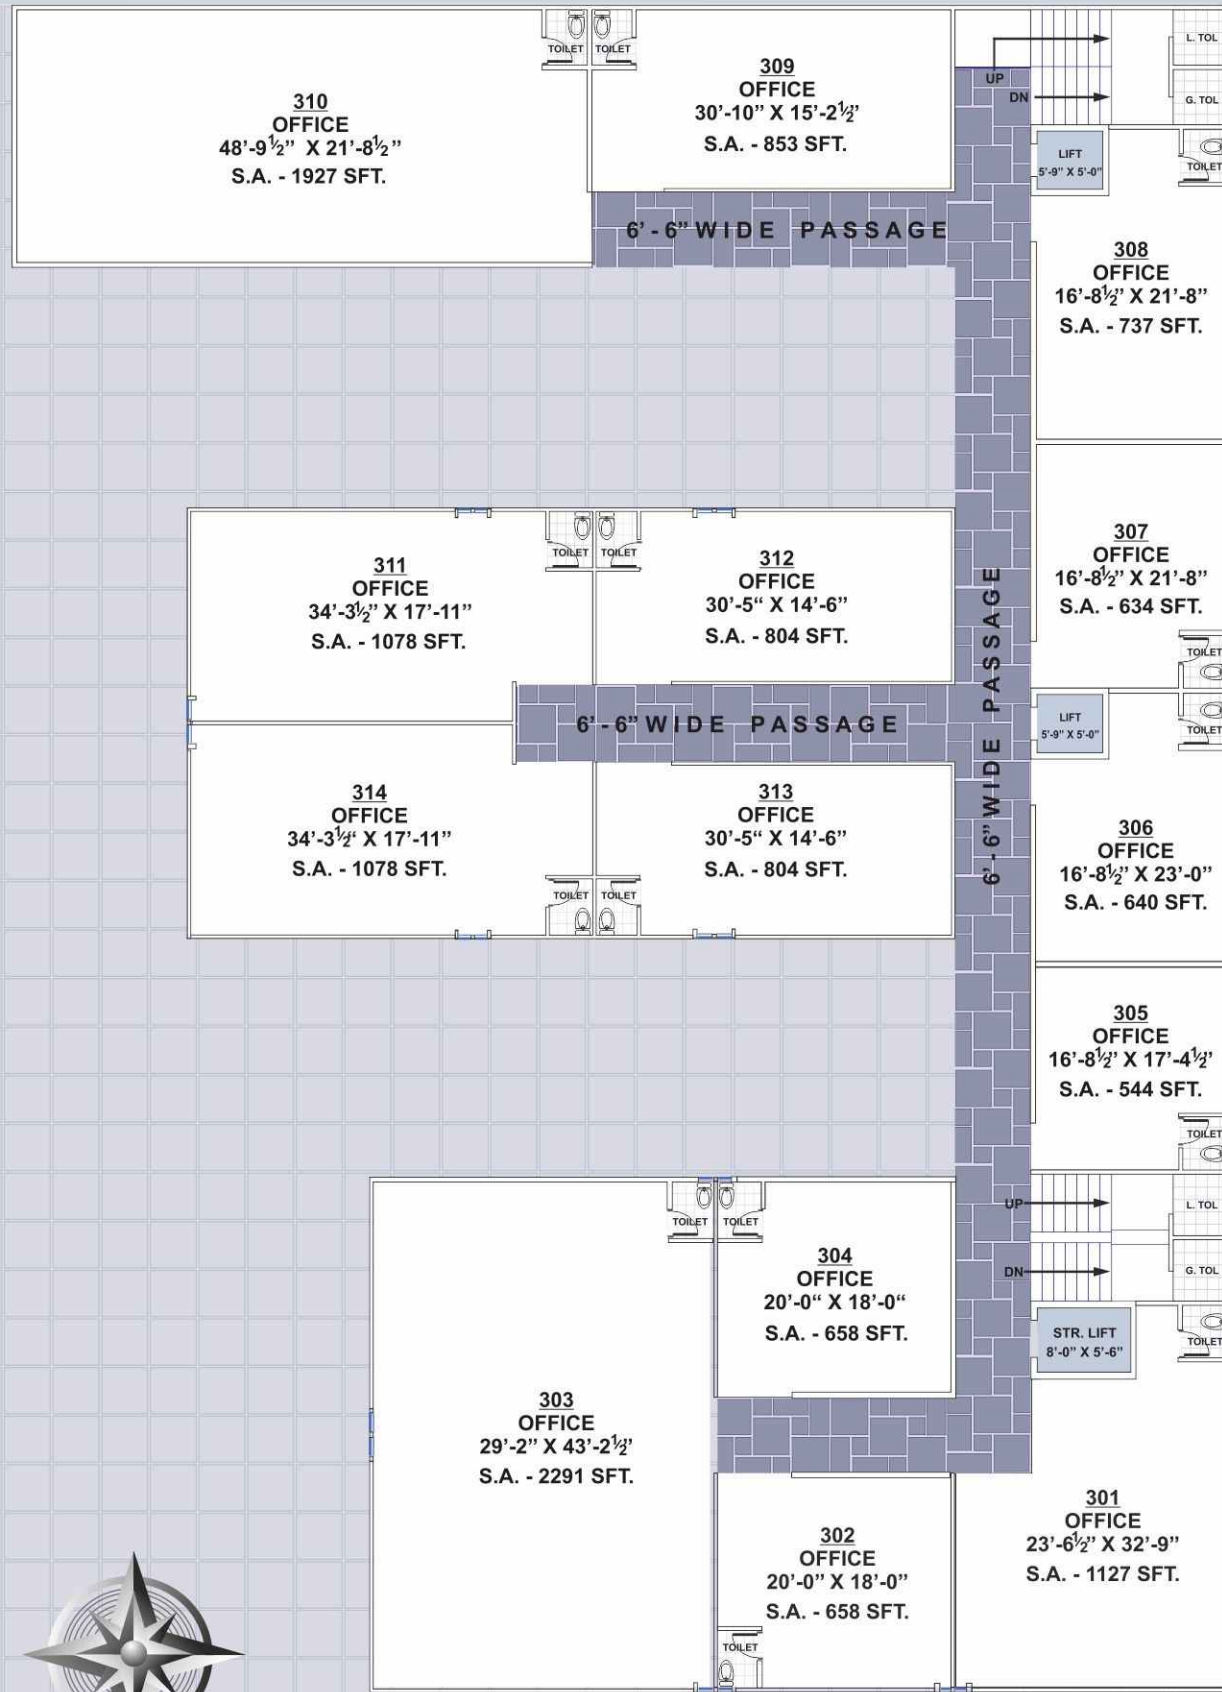 TOILET
TOILET
310
OFFICE
48'-9½" X 21'-8½"
S.A. - 1927 SFT.
309
OFFICE
30'-10" X 15'-2½"
S.A. - 853 SFT.
UP
DN
L. TOL
G. TOL
LIFT
5'-9" X 5'-0"
TOILET
6'-6" WIDE PASSAGE
308
OFFICE
16'-8½" X 21'-8"
S.A. - 737 SFT.
311
OFFICE
34'-3½" X 17'-11"
S.A. - 1078 SFT.
TOILET
TOILET
312
OFFICE
30'-5" X 14'-6"
S.A. - 804 SFT.
307
OFFICE
16'-8½" X 21'-8"
S.A. - 634 SFT.
TOILET
6'-6" WIDE PASSAGE
6'-6" WIDE PASSAGE
LIFT
5'-9" X 5'-0"
TOILET
314
OFFICE
34'-3½" X 17'-11"
S.A. - 1078 SFT.
313
OFFICE
30'-5" X 14'-6"
S.A. - 804 SFT.
TOILET
TOILET
306
OFFICE
16'-8½" X 23'-0"
S.A. - 640 SFT.
305
OFFICE
16'-8½" X 17'-4½"
S.A. - 544 SFT.
TOILET
UP
DN
L. TOL
G. TOL
TOILET
TOILET
304
OFFICE
20'-0" X 18'-0"
S.A. - 658 SFT.
STR. LIFT
8'-0" X 5'-6"
TOILET
303
OFFICE
29'-2" X 43'-2½"
S.A. - 2291 SFT.
302
OFFICE
20'-0" X 18'-0"
S.A. - 658 SFT.
TOILET
301
OFFICE
23'-6½" X 32'-9"
S.A. - 1127 SFT.